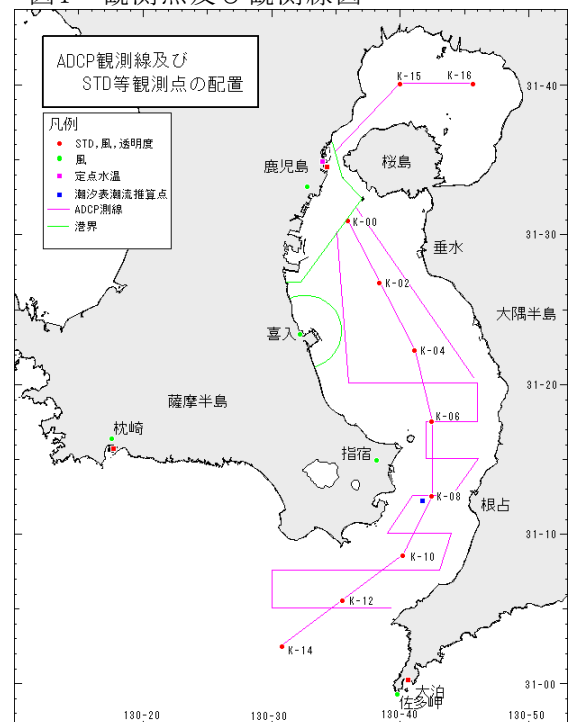 ADCP観測線及び
STD等観測点の配置
凡例
STD,風,透明度
風
定点水温
潮汐表潮流推算点
ADCP測線
港界
K-15
K-16
31-40
鹿児島
桜島
K-00
31-30
垂水
K-02
大隅半島
喜入
K-04
31-20
薩摩半島
K-06
枕崎
指宿
K-08
根占
31-10
K-10
K-12
K-14
31-00
大泊
佐多岬
130-20
130-30
130-40
130-50